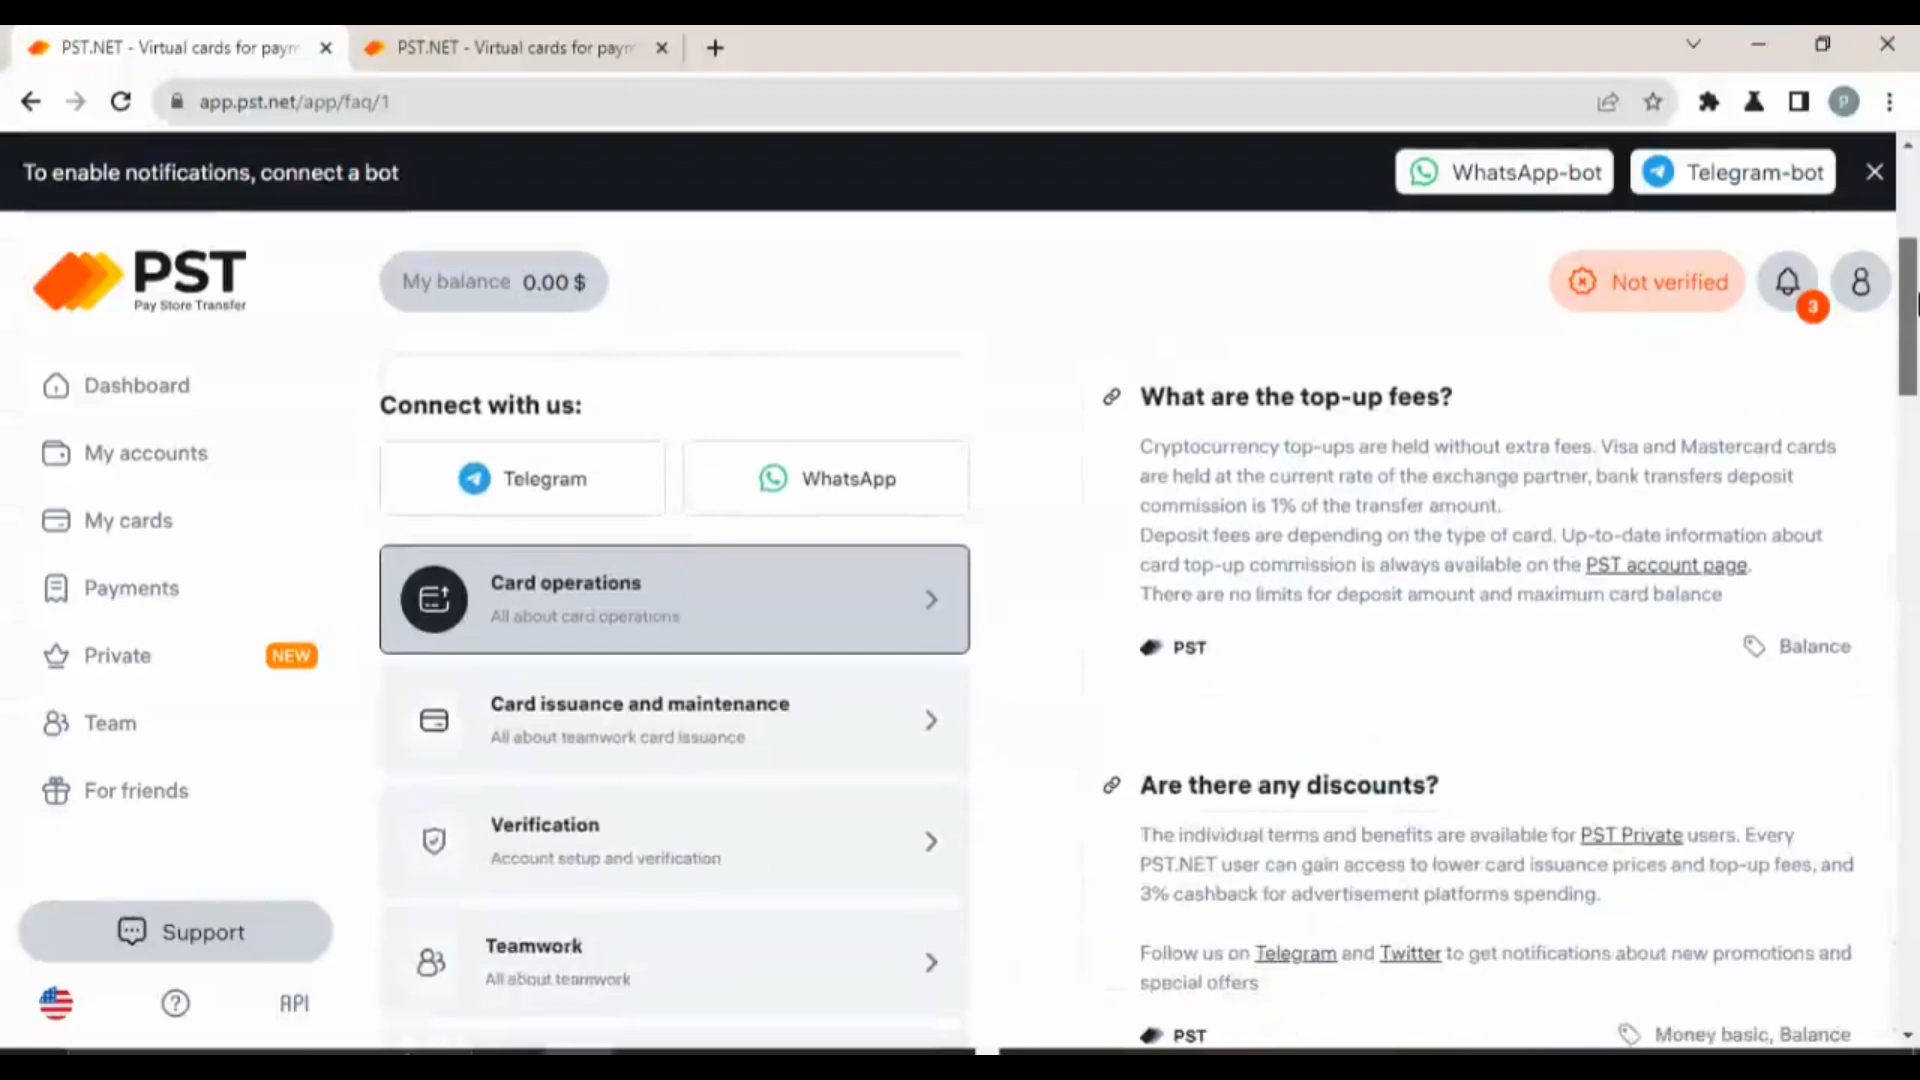 PST.NET - Virtual cards for paym
PST.NET - Virtual cards for paym
app.pst.net/app/faq/1
P
To enable notifications, connect a bot
WhatsApp-bot
Telegram-bot
PST
Pay Store Transfer
My balance 0.00 $
Not verified
3
Dashboard
My accounts
My cards
Payments
Private
NEW
Team
For friends
Support
API
Connect with us:
Telegram
WhatsApp
Card operations
All about card operations
Card issuance and maintenance
All about teamwork card issuance
Verification
Account setup and verification
Teamwork
All about teamwork
What are the top-up fees?
Cryptocurrency top-ups are held without extra fees. Visa and Mastercard cards
are held at the current rate of the exchange partner, bank transfers deposit
commission is 1% of the transfer amount.
Deposit fees are depending on the type of card. Up-to-date information about
card top-up commission is always available on the PST account page.
There are no limits for deposit amount and maximum card balance
PST
Balance
Are there any discounts?
The individual terms and benefits are available for PST Private users. Every
PST.NET user can gain access to lower card issuance prices and top-up fees, and
3% cashback for advertisement platforms spending.
Follow us on Telegram and Twitter to get notifications about new promotions and
special offers
PST
Money basic, Balance